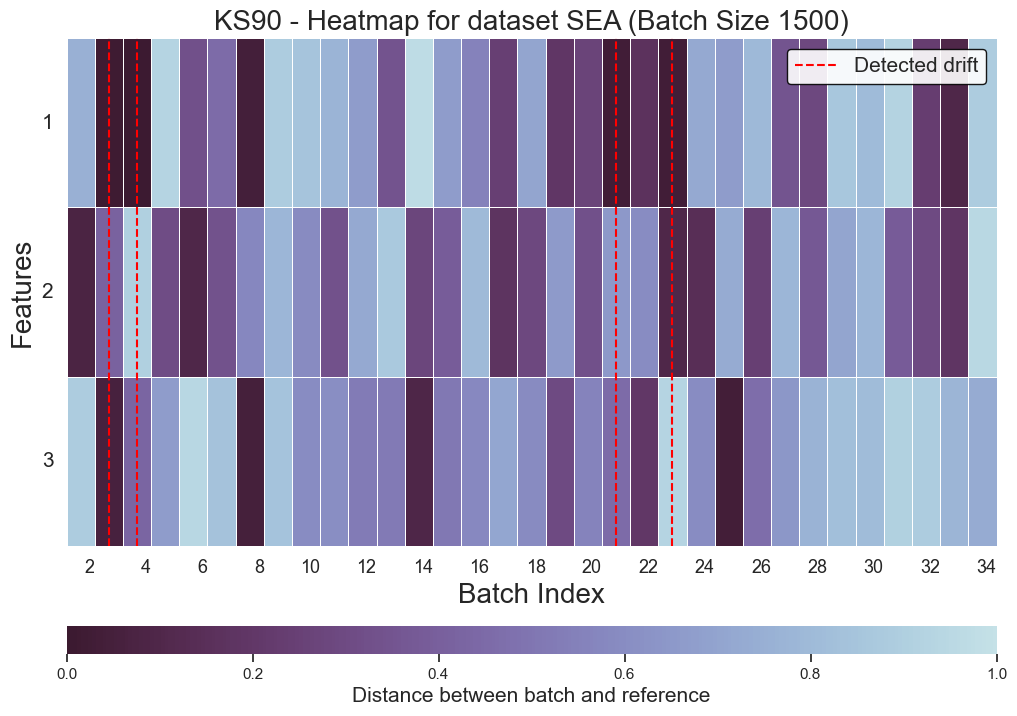 KS90 - Heatmap for dataset SEA (Batch Size 1500)
Detected drift
Features
1
2
3
2 4 6 8 10 12 14 16 18 20 22 24 26 28 30 32 34
Batch Index
0.0 0.2 0.4 0.6 0.8 1.0
Distance between batch and reference